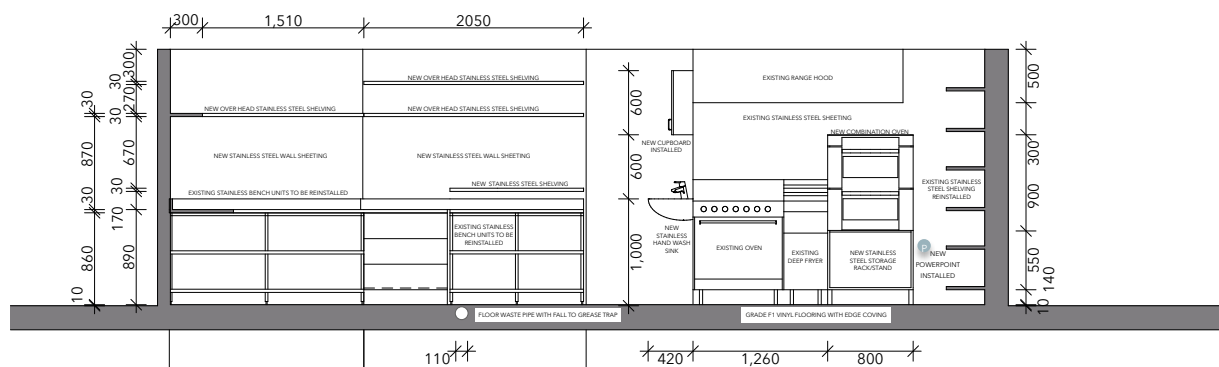 300
1,510
2050
300
30
270
30
670
30
170
890
30
870
30
860
10
NEW OVER HEAD STAINLESS STEEL SHELVING
NEW OVER HEAD STAINLESS STEEL SHELVING
NEW OVER HEAD STAINLESS STEEL SHELVING
NEW STAINLESS STEEL WALL SHEETING
NEW STAINLESS STEEL WALL SHEETING
NEW STAINLESS STEEL SHELVING
EXISTING STAINLESS BENCH UNITS TO BE REINSTALLED
EXISTING STAINLESS
BENCH UNITS TO BE
REINSTALLED
600
600
1,000
NEW CUPBOARD
INSTALLED
NEW
STAINLESS
HAND WASH
SINK
EXISTING RANGE HOOD
EXISTING STAINLESS STEEL SHEETING
NEW COMBINATION OVEN
EXISTING OVEN
EXISTING
DEEP FRYER
NEW STAINLESS
STEEL STORAGE
RACK/STAND
EXISTING STAINLESS
STEEL SHELVING
REINSTALLED
P
NEW
POWERPOINT
INSTALLED
500
300
900
550
140
10
FLOOR WASTE PIPE WITH FALL TO GREASE TRAP
GRADE F1 VINYL FLOORING WITH EDGE COVING
110
420
1,260
800